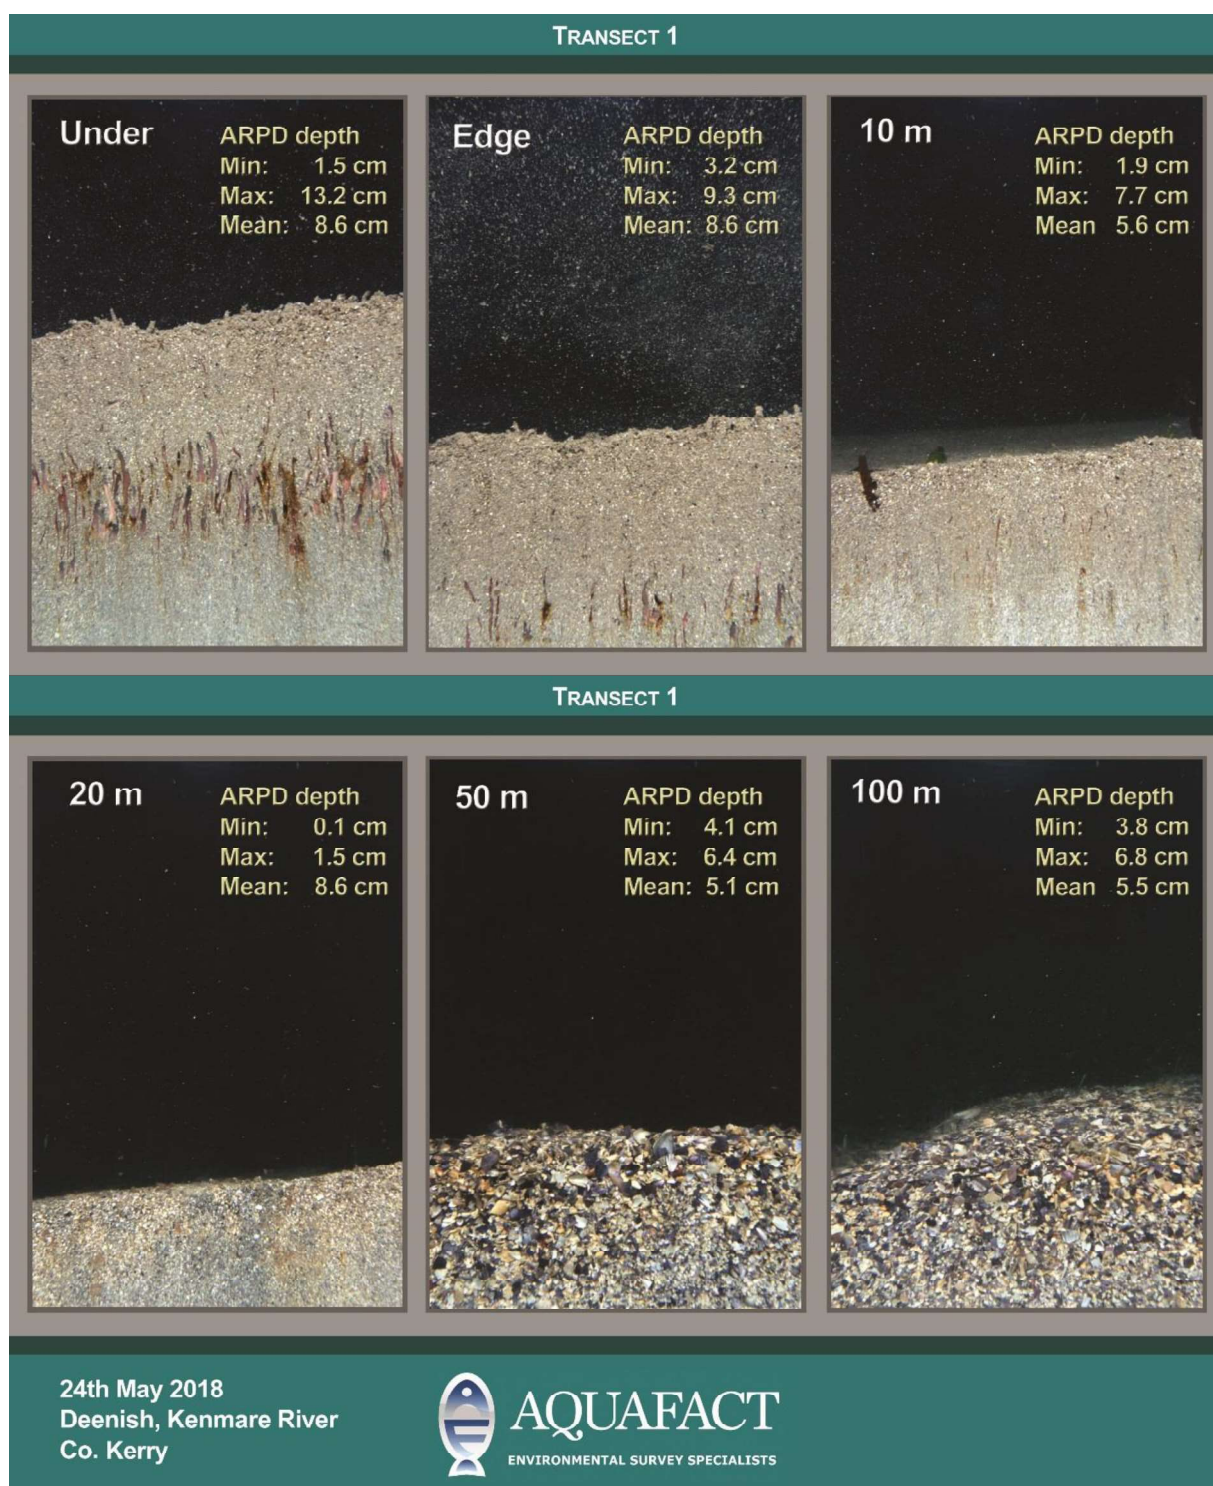 TRANSECT 1
Under
ARPD depth
Min: 1.5 cm
Max: 13.2 cm
Mean: 8.6 cm
Edge
ARPD depth
Min: 3.2 cm
Max: 9.3 cm
Mean: 8.6 cm
10 m
ARPD depth
Min: 1.9 cm
Max: 7.7 cm
Mean 5.6 cm
TRANSECT 1
20 m
ARPD depth
Min: 0.1 cm
Max: 1.5 cm
Mean: 8.6 cm
50 m
ARPD depth
Min: 4.1 cm
Max: 6.4 cm
Mean: 5.1 cm
100 m
ARPD depth
Min: 3.8 cm
Max: 6.8 cm
Mean 5.5 cm
24th May 2018
Deenish, Kenmare River
Co. Kerry
AQUAFACT
ENVIRONMENTAL SURVEY SPECIALISTS